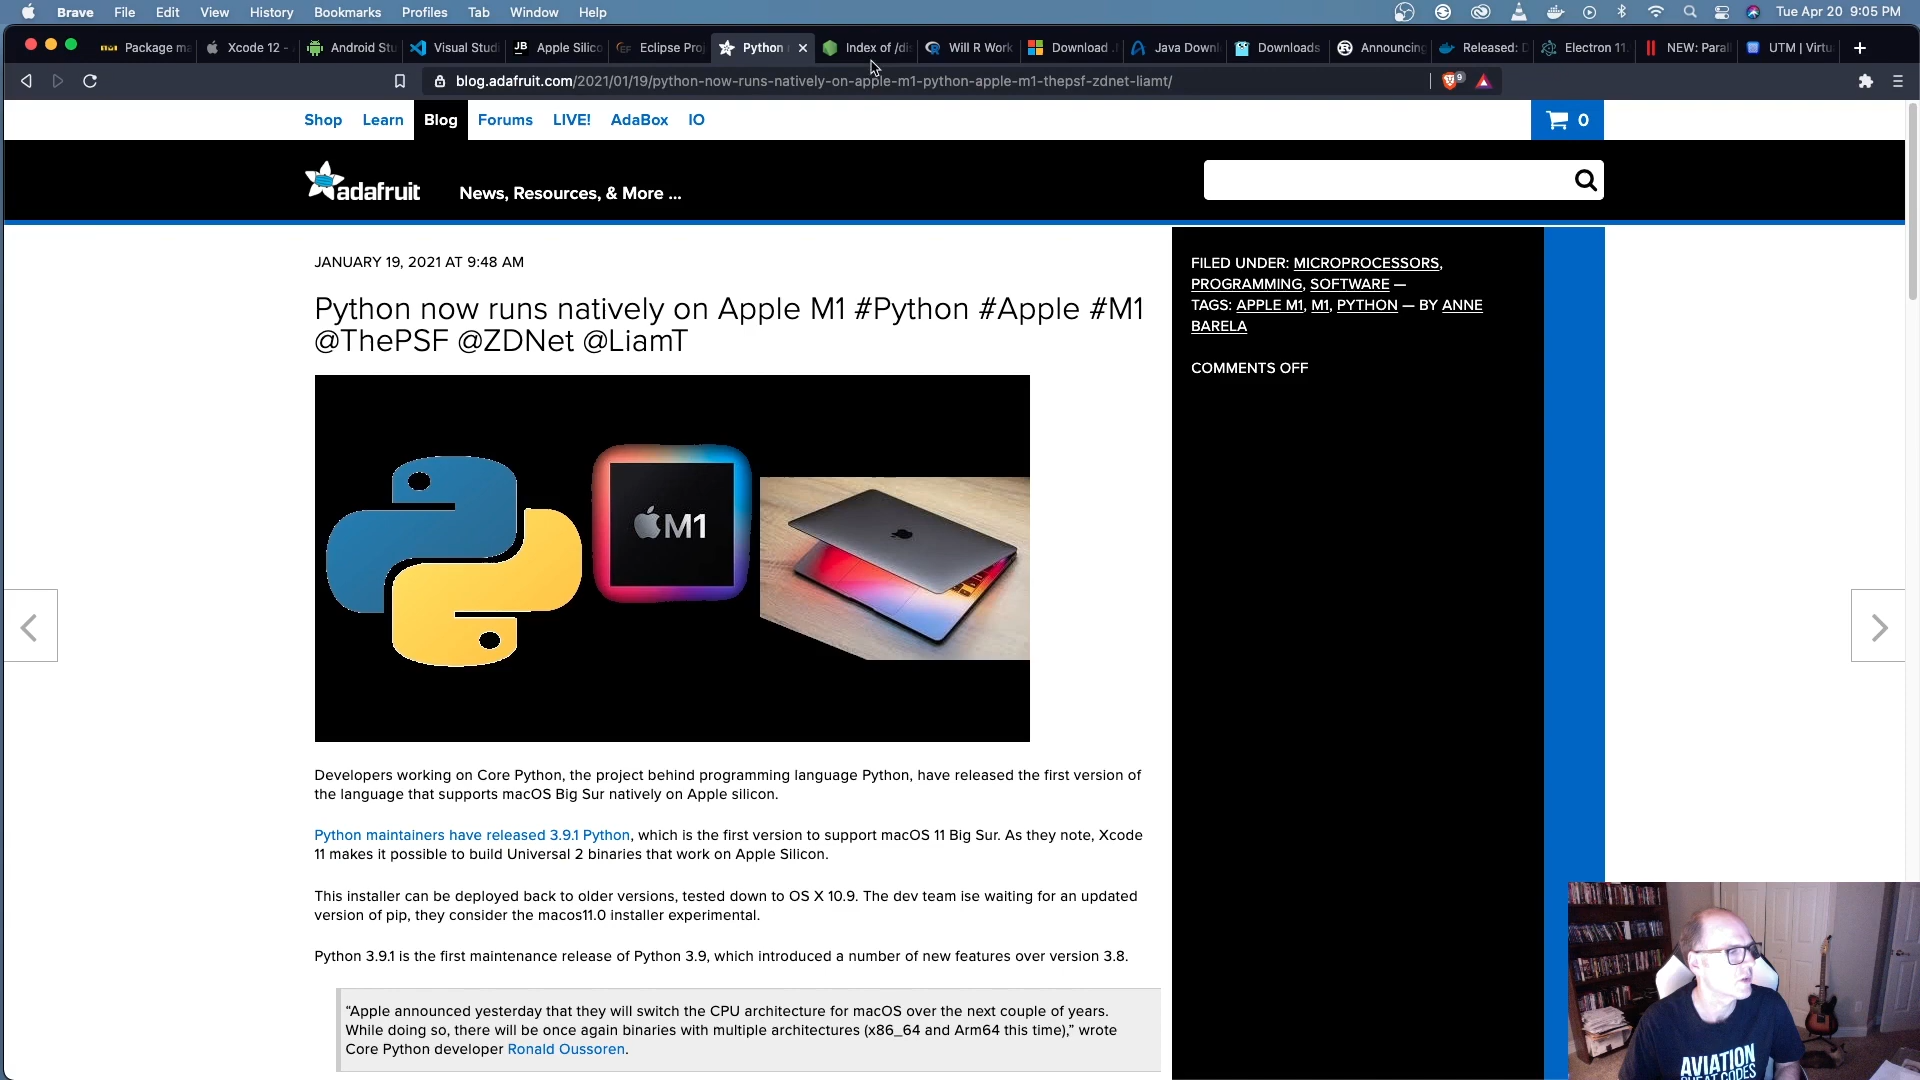 Brave File Edit View History Bookmarks Profiles Tab Window Help
Tue Apr 20 9:05 PM
Package ma
Xcode 12 -
Android Stu
Visual Studi
JB Apple Silico
Eclipse Proj
Python
Index of /dis
Will R Work
Download .
Java Downl
Downloads
Announcing
Released: D
Electron 11.
NEW: Paral
UTM | Virtu
blog.adafruit.com/2021/01/19/python-now-runs-natively-on-apple-m1-python-apple-m1-thepsf-zdnet-liamt/
9
Shop Learn Blog Forums LIVE! AdaBox IO
0
adafruit
News, Resources, & More ...
JANUARY 19, 2021 AT 9:48 AM
Python now runs natively on Apple M1 #Python #Apple #M1
@ThePSF @ZDNet @LiamT
M1
Developers working on Core Python, the project behind programming language Python, have released the first version of
the language that supports macOS Big Sur natively on Apple silicon.
Python maintainers have released 3.9.1 Python, which is the first version to support macOS 11 Big Sur. As they note, Xcode
11 makes it possible to build Universal 2 binaries that work on Apple Silicon.
This installer can be deployed back to older versions, tested down to OS X 10.9. The dev team ise waiting for an updated
version of pip, they consider the macos11.0 installer experimental.
Python 3.9.1 is the first maintenance release of Python 3.9, which introduced a number of new features over version 3.8.
“Apple announced yesterday that they will switch the CPU architecture for macOS over the next couple of years.
While doing so, there will be once again binaries with multiple architectures (x86_64 and Arm64 this time),” wrote
Core Python developer Ronald Oussoren.
FILED UNDER: MICROPROCESSORS,
PROGRAMMING, SOFTWARE —
TAGS: APPLE M1, M1, PYTHON — BY ANNE
BARELA
COMMENTS OFF
AVIATION
CHEAT CODES